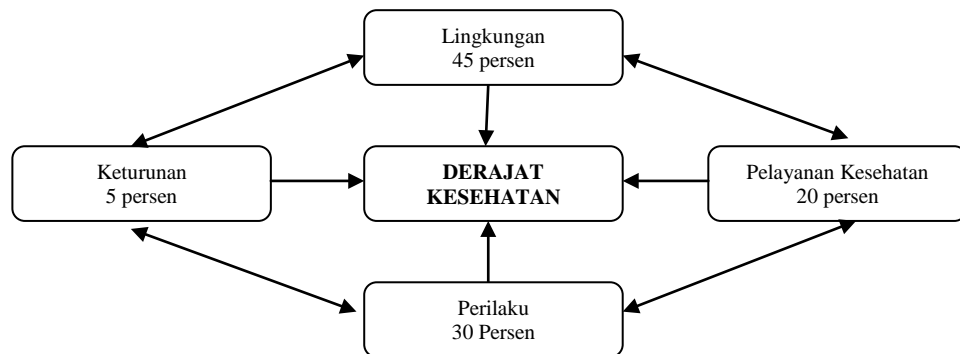 Lingkungan
45 persen
Keturunan
5 persen
DERAJAT
KESEHATAN
Pelayanan Kesehatan
20 persen
Perilaku
30 Persen